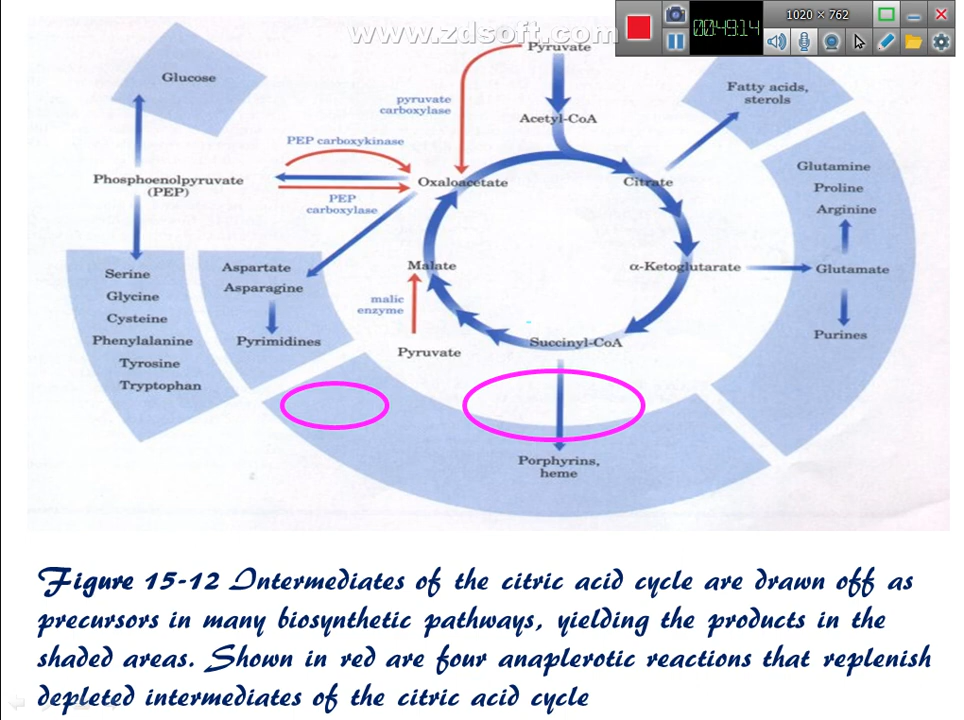 www.zdsoft.com
00:49:14
1020 × 762
Pyruvate
Glucose
Fatty acids,
sterols
pyruvate
carboxylase
Acetyl-CoA
PEP carboxykinase
Glutamine
Proline
Arginine
Phosphoenolpyruvate
(PEP)
Oxaloacetate
Citrate
PEP
carboxylase
Serine
Glycine
Cysteine
Phenylalanine
Tyrosine
Tryptophan
Aspartate
Asparagine
Pyrimidines
Malate
α-Ketoglutarate
Glutamate
malic
enzyme
Purines
Pyruvate
Succinyl-CoA
Porphyrins,
heme
Figure 15-12 Intermediates of the citric acid cycle are drawn off as
precursors in many biosynthetic pathways, yielding the products in the
shaded areas. Shown in red are four anaplerotic reactions that replenish
depleted intermediates of the citric acid cycle